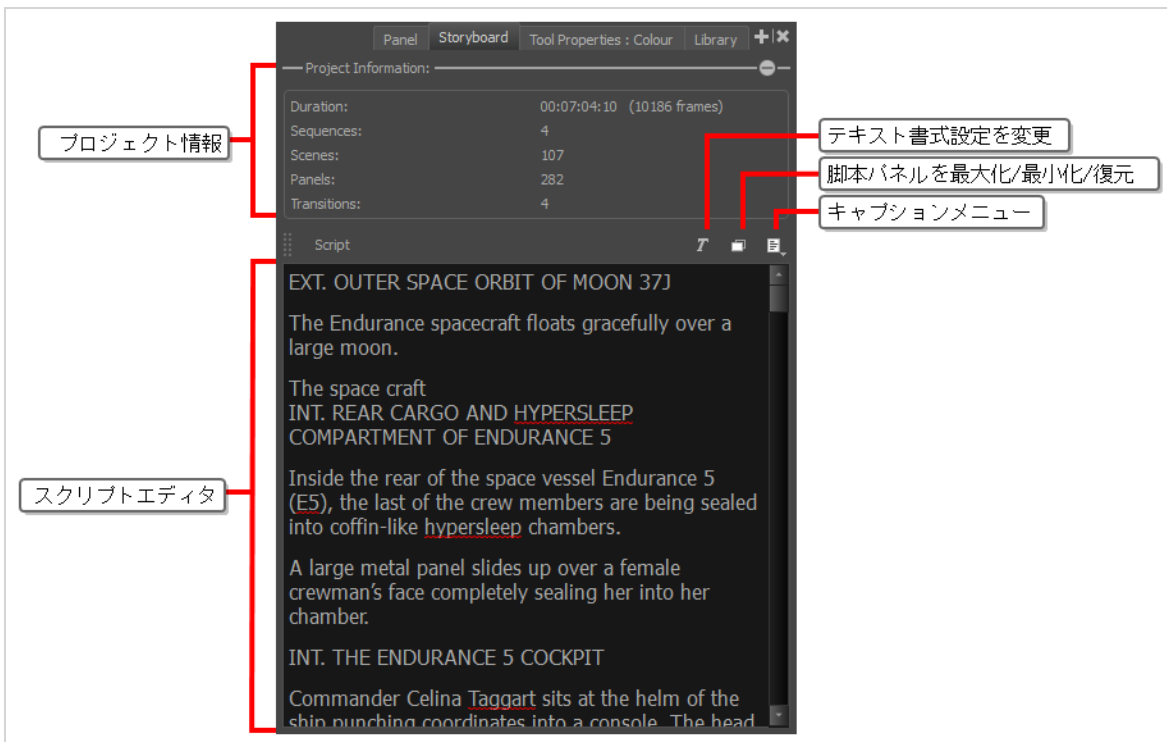 Panel Storyboard Tool Properties : Colour Library
Project Information:
Duration: 00:07:04:10 (10186 frames)
Sequences: 4
Scenes: 107
Panels: 282
Transitions: 4
プロジェクト情報
テキスト書式設定を変更
脚本パネルを最大化/最小化/復元
キャプションメニュー
Script
スクリプトエディタ
EXT. OUTER SPACE ORBIT OF MOON 37J
The Endurance spacecraft floats gracefully over a
large moon.
The space craft
INT. REAR CARGO AND HYPERSLEEP
COMPARTMENT OF ENDURANCE 5
Inside the rear of the space vessel Endurance 5
(E5), the last of the crew members are being sealed
into coffin-like hypersleep chambers.
A large metal panel slides up over a female
crewman's face completely sealing her into her
chamber.
INT. THE ENDURANCE 5 COCKPIT
Commander Celina Taggart sits at the helm of the
ship punching coordinates into a console. The head